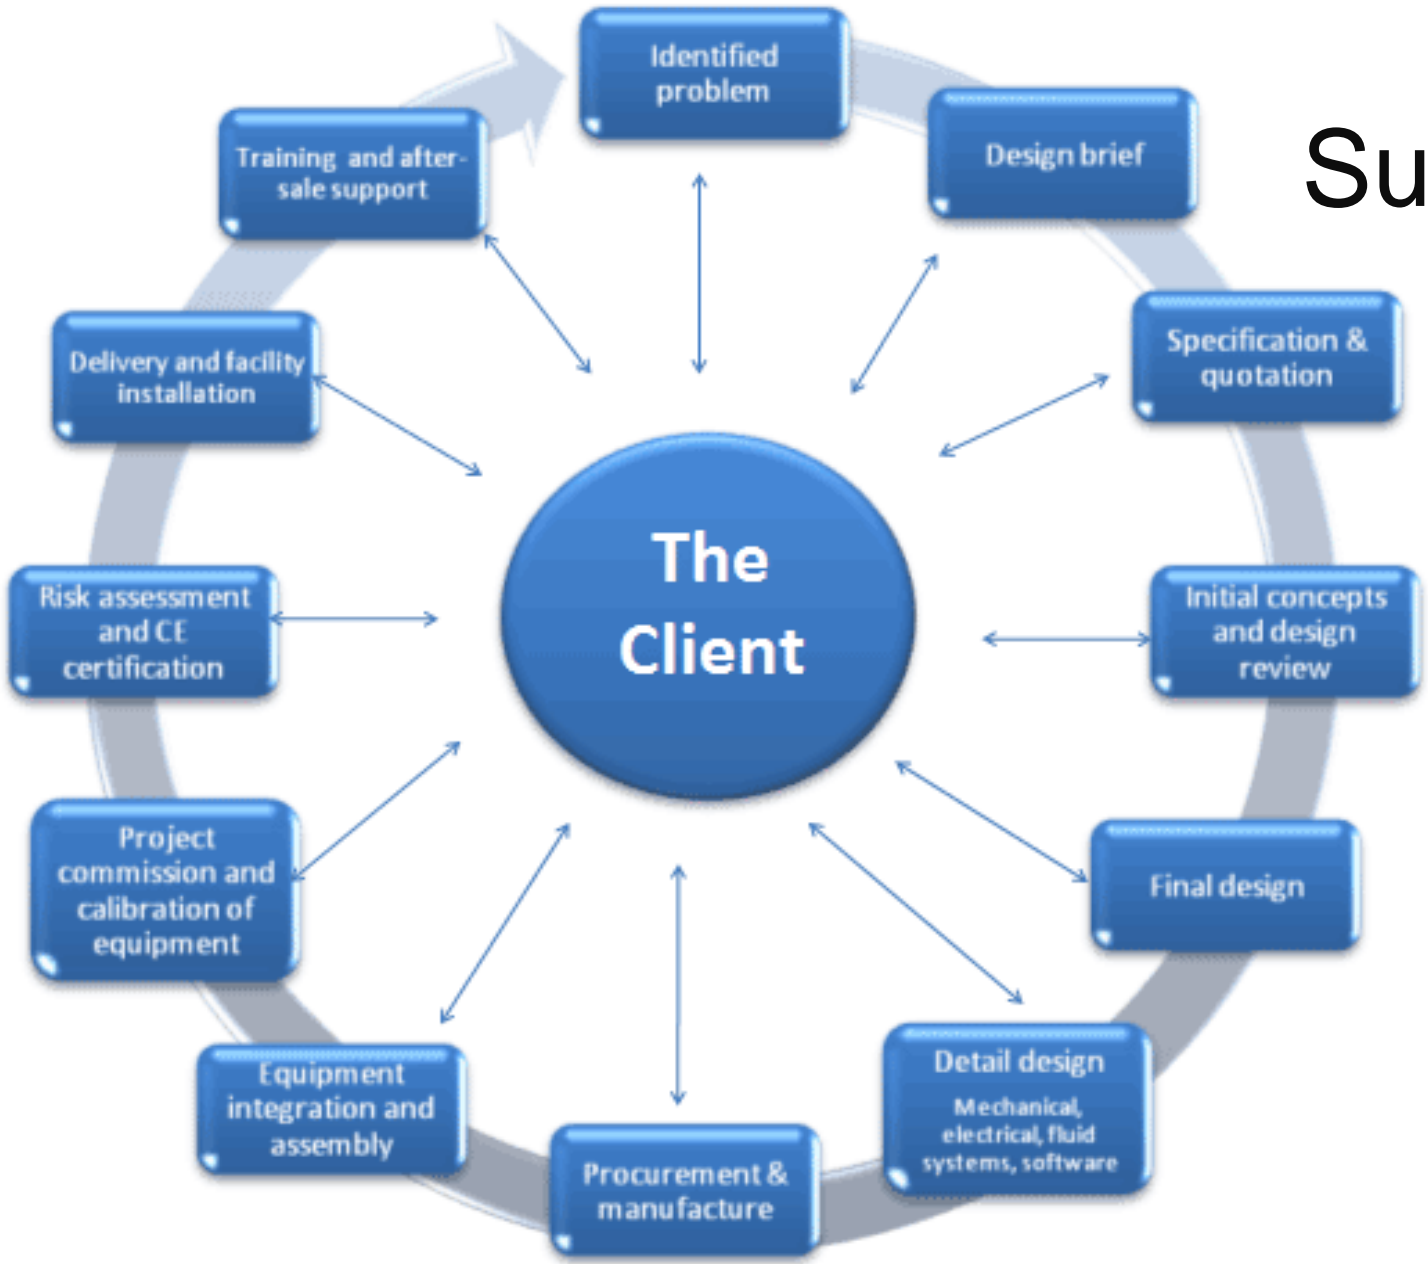 Identified
problem
Design brief
Su
Specification &
quotation
Initial concepts
and design
review
Final design
Detail design
Mechanical,
electrical, fluid
systems, software
Procurement &
manufacture
Equipment
integration and
assembly
Project
commission and
calibration of
equipment
Risk assessment
and CE
certification
Delivery and facility
installation
Training and after-
sale support
The
Client